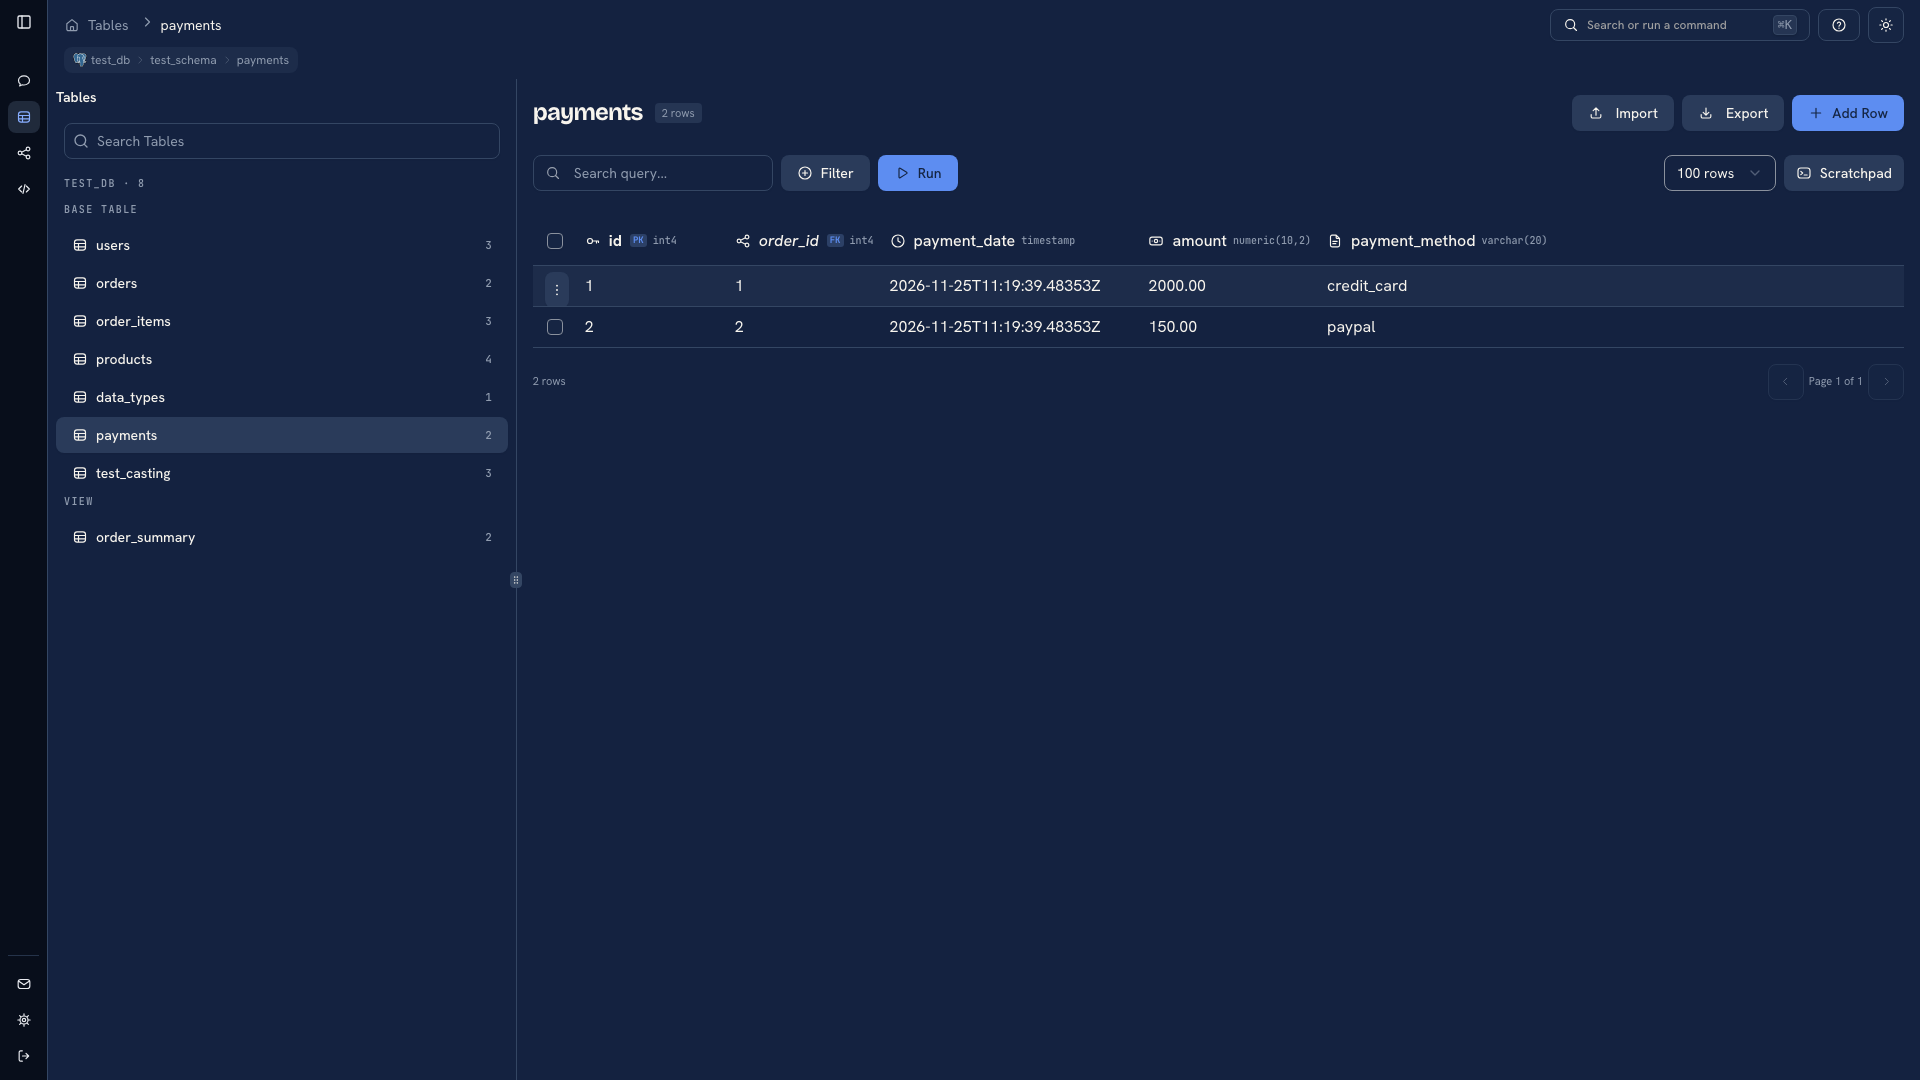 Tables payments
Search or run a command ⌘K
test_db test_schema payments
Tables
Search Tables
TEST_DB · 8
BASE TABLE
users 3
orders 2
order_items 3
products 4
data_types 1
payments 2
test_casting 3
VIEW
order_summary 2
payments 2 rows
Import Export Add Row
Search query... Filter Run
100 rows Scratchpad
id PK int4 order_id FK int4 payment_date timestamp amount numeric(10,2) payment_method varchar(20)
1 1 2026-11-25T11:19:39.48353Z 2000.00 credit_card
2 2 2026-11-25T11:19:39.48353Z 150.00 paypal
2 rows
Page 1 of 1